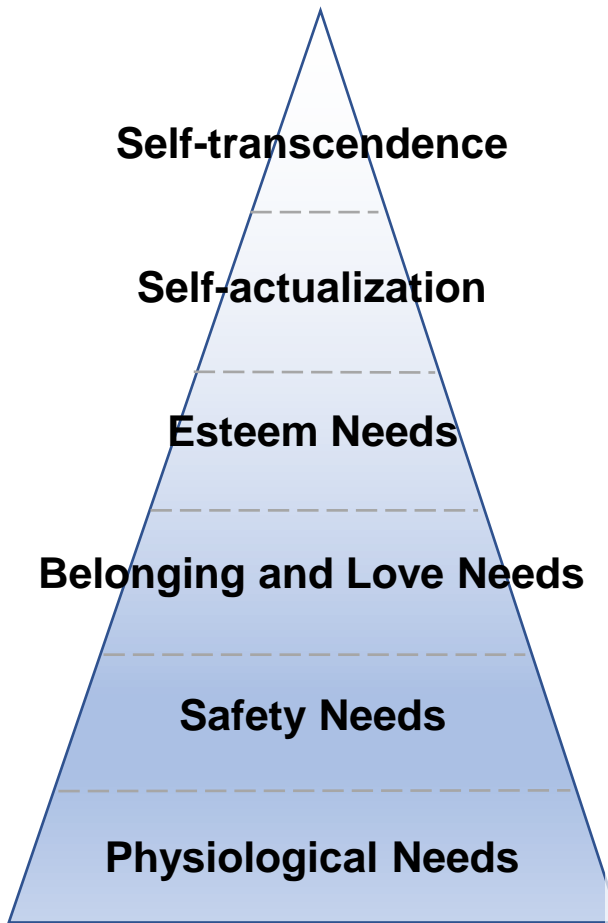 Self-transcendence
Self-actualization
Esteem Needs
Belonging and Love Needs
Safety Needs
Physiological Needs